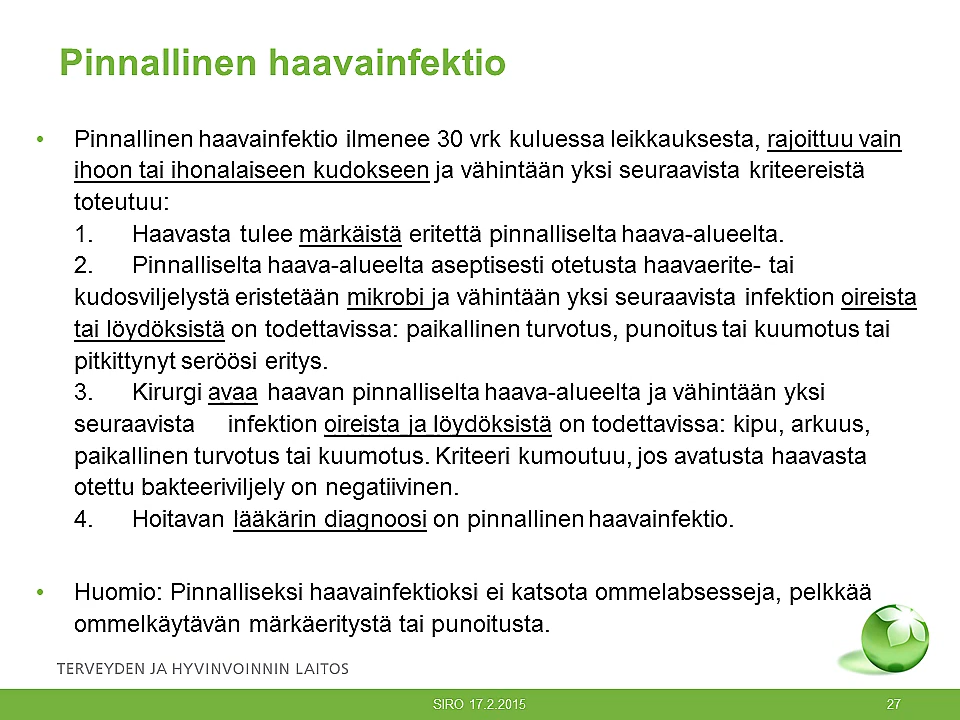 Pinnallinen haavainfektio
• Pinnallinen haavainfektio ilmenee 30 vrk kuluessa leikkauksesta, rajoittuu vain
ihoon tai ihonalaiseen kudokseen ja vähintään yksi seuraavista kriteereistä
toteutuu:
1. Haavasta tulee märkäistä eritettä pinnalliselta haava-alueelta.
2. Pinnalliselta haava-alueelta aseptisesti otetusta haavaerite- tai
kudosviljelystä eristetään mikrobi ja vähintään yksi seuraavista infektion oireista
tai löydöksistä on todettavissa: paikallinen turvotus, punoitus tai kuumotus tai
pitkittynyt seröösi eritys.
3. Kirurgi avaa haavan pinnalliselta haava-alueelta ja vähintään yksi
seuraavista infektion oireista ja löydöksistä on todettavissa: kipu, arkuus,
paikallinen turvotus tai kuumotus. Kriteeri kumoutuu, jos avatusta haavasta
otettu bakteeriviljely on negatiivinen.
4. Hoitavan lääkärin diagnoosi on pinnallinen haavainfektio.
• Huomio: Pinnalliseksi haavainfektioksi ei katsota ommelabsesseja, pelkkää
ommelkäytävän märkäeritystä tai punoitusta.
TERVEYDEN JA HYVINVOINNIN LAITOS
SIRO 17.2.2015 27